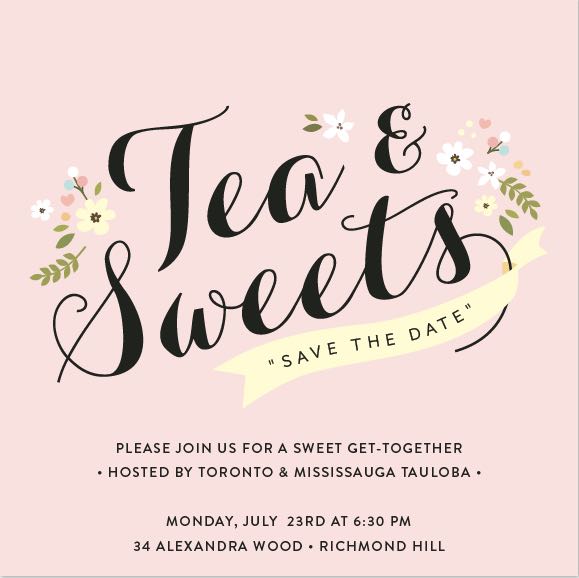 Tea &
Sweets
"SAVE THE DATE"
PLEASE JOIN US FOR A SWEET GET-TOGETHER
• HOSTED BY TORONTO & MISSISSAUGA TAULOBA •
MONDAY, JULY 23RD AT 6:30 PM
34 ALEXANDRA WOOD • RICHMOND HILL